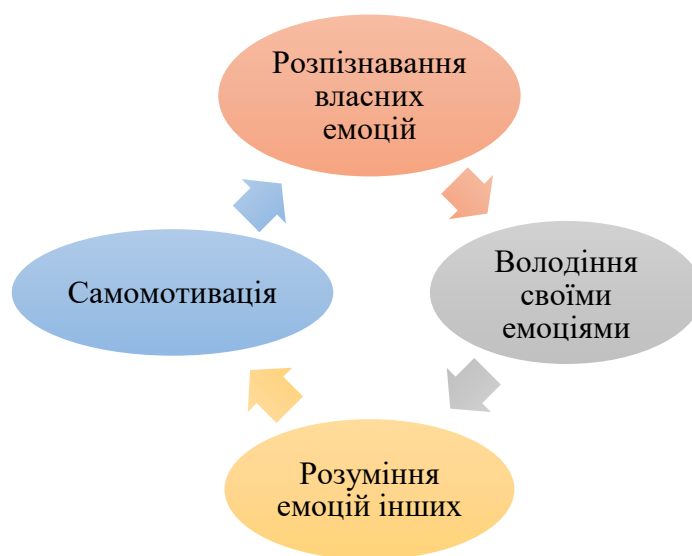 Розпізнавання
власних
емоцій
Володіння
своїми
емоціями
Розуміння
емоцій інших
Самомотивація